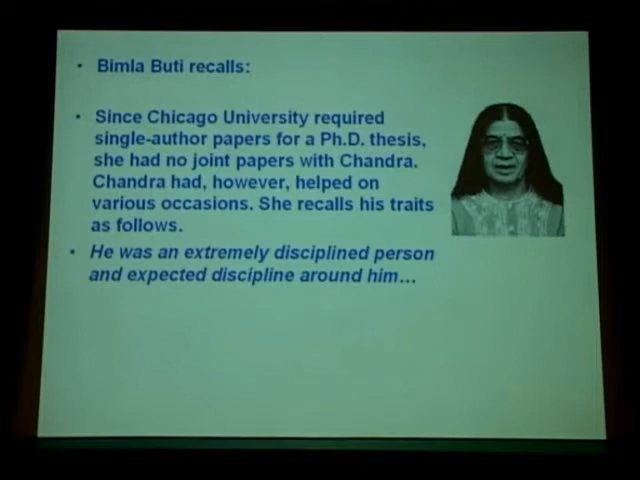 • Bimla Buti recalls:
• Since Chicago University required
single-author papers for a Ph.D. thesis,
she had no joint papers with Chandra.
Chandra had, however, helped on
various occasions. She recalls his traits
as follows.
• He was an extremely disciplined person
and expected discipline around him…